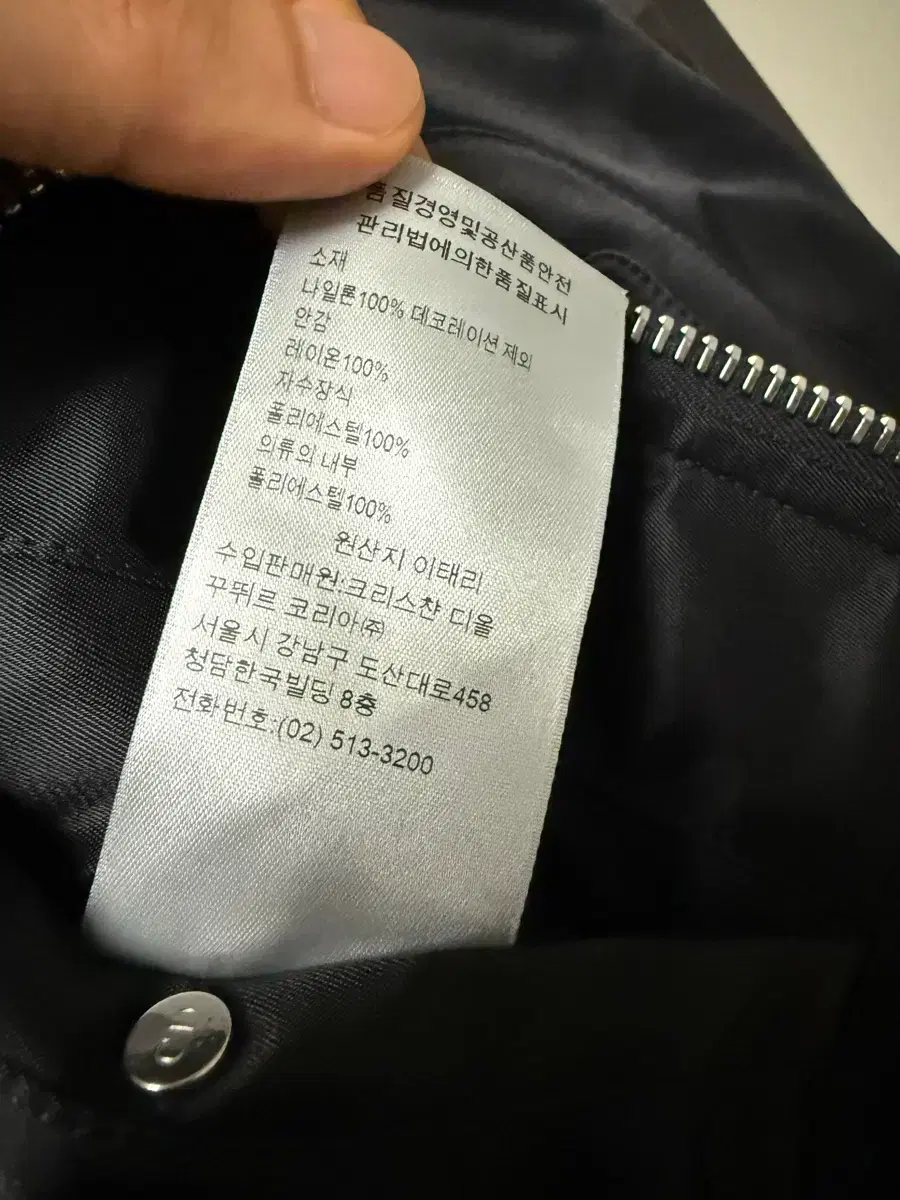 품질경영및공산품안전
관리법에의한품질표시
소재
나일론100% 데코레이션 제외
안감
레이온100%
자수장식
폴리에스텔100%
의류의 내부
폴리에스텔100%
원산지 이태리
수입판매원:크리스챤 디올
꾸뛰르 코리아㈜
서울시 강남구 도산대로458
청담한국빌딩 8층
전화번호:(02) 513-3200